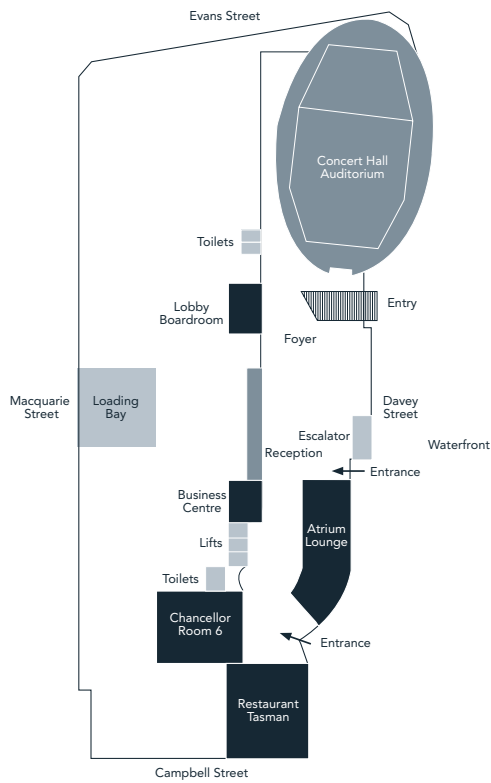 Evans Street
Concert Hall
Auditorium
Toilets
Lobby
Boardroom
Entry
Foyer
Macquarie
Street
Loading
Bay
Davey
Street
Escalator
Waterfront
Reception
Entrance
Business
Centre
Atrium
Lounge
Lifts
Toilets
Chancellor
Room 6
Entrance
Restaurant
Tasman
Campbell Street